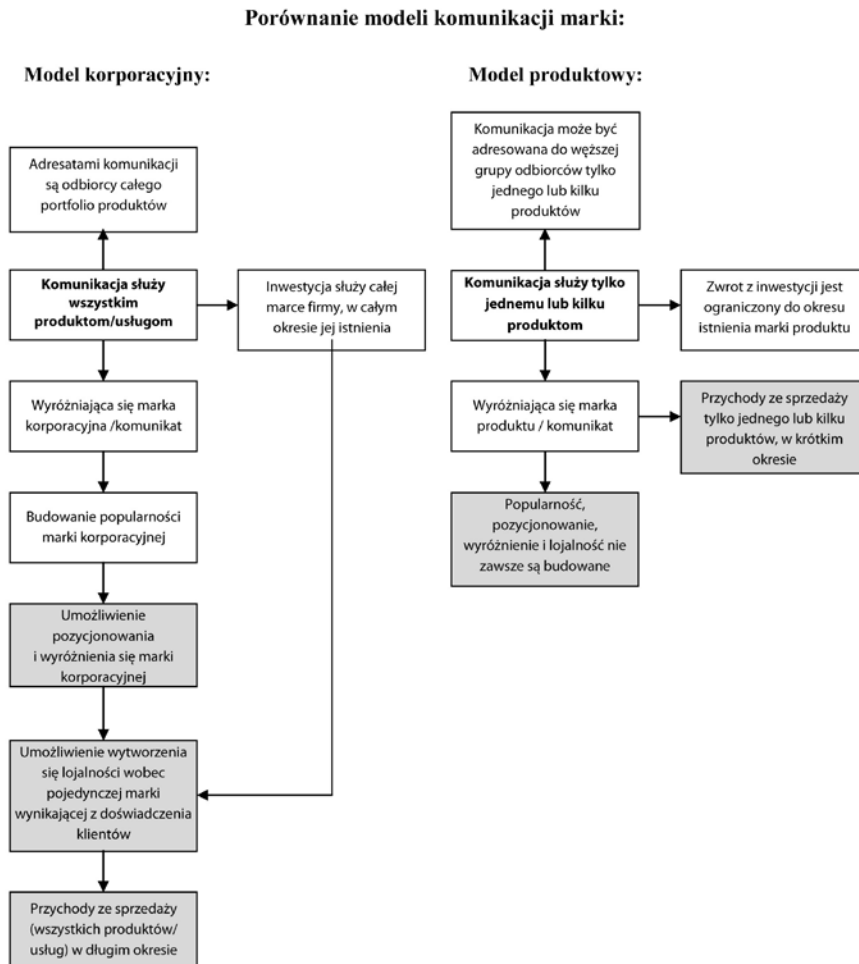 Porównanie modeli komunikacji marki:
Model korporacyjny:
Adresatami komunikacji
są odbiorcy całego
portfolio produktów
Komunikacja służy
wszystkim
produktom/usługom
Inwestycja służy całej
marce firmy, w całym
okresie jej istnienia
Wyróżniająca się marka
korporacyjna /komunikat
Budowanie popularności
marki korporacyjnej
Umożliwienie
pozycjonowania
i wyróżnienia się marki
korporacyjnej
Umożliwienie wytworzenia
się lojalności wobec
pojedynczej marki
wynikającej z doświadczenia
klientów
Przychody ze sprzedaży
(wszystkich produktów/
usług) w długim okresie
Model produktowy:
Komunikacja może być
adresowana do węższej
grupy odbiorców tylko
jednego lub kilku
produktów
Komunikacja służy tylko
jednemu lub kilku
produktom
Zwrot z inwestycji jest
ograniczony do okresu
istnienia marki produktu
Wyróżniająca się marka
produktu / komunikat
Przychody ze sprzedaży
tylko jednego lub kilku
produktów, w krótkim
okresie
Popularność,
pozycjonowanie,
wyróżnienie i lojalność nie
zawsze są budowane